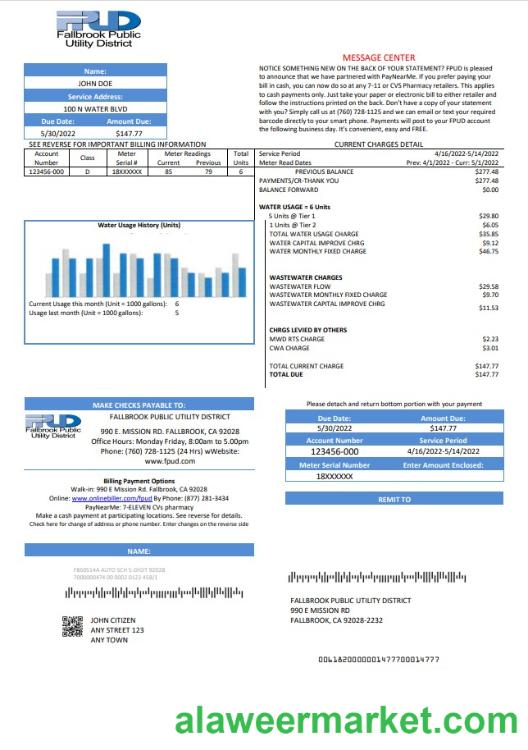 FPUD
Fallbrook Public
Utility District
Name:
JOHN DOE
Service Address:
100 N WATER BLVD
Due Date: Amount Due:
5/30/2022 $147.77
MESSAGE CENTER
NOTICE SOMETHING NEW ON THE BACK OF YOUR STATEMENT? FPUD is pleased
to announce that we have partnered with PayNearMe. If you prefer paying your
bill in cash, you can now do so at any 7-11 or CVS Pharmacy retailers. This
applies to cash payments only. Just take your paper or electronic bill to either retailer and
follow the instructions printed on the back. Don't have a copy of your statement
with you? Simply call us at (760) 728-1125 and we can email or text your required
barcode directly to your smart phone. Payments will post to your FPUD account
the following business day. It's convenient, easy and FREE.
SEE REVERSE FOR IMPORTANT BILLING INFORMATION
Account Number Class Meter Serial # Meter Readings Current Previous Total Units
123456-000 D 18XXXXXX 85 79 6
CURRENT CHARGES DETAIL
Service Period 4/16/2022-5/14/2022
Meter Read Dates Prev: 4/1/2022 - Curr: 5/1/2022
PREVIOUS BALANCE $277.48
PAYMENTS/CR-THANK YOU $277.48
BALANCE FORWARD $0.00
WATER USAGE = 6 Units
5 Units @ Tier 1 $29.80
1 Units @ Tier 2 $6.05
TOTAL WATER USAGE CHARGE $35.85
WATER CAPITAL IMPROVE CHRG $9.12
WATER MONTHLY FIXED CHARGE $46.75
WASTEWATER CHARGES
WASTEWATER FLOW $29.58
WASTEWATER MONTHLY FIXED CHARGE $9.70
WASTEWATER CAPITAL IMPROVE CHRG $11.53
CHRGS LEVIED BY OTHERS
MWD RTS CHARGE $2.23
CWA CHARGE $3.01
TOTAL CURRENT CHARGE $147.77
TOTAL DUE $147.77
Water Usage History (Units)
Current Usage this month (Unit = 1000 gallons): 6
Usage last month (Unit = 1000 gallons): 5
MAKE CHECKS PAYABLE TO:
FPUD
Fallbrook Public
Utility District
FALLBROOK PUBLIC UTILITY DISTRICT
990 E. MISSION RD. FALLBROOK, CA 92028
Office Hours: Monday Friday, 8:00am to 5.00pm
Phone: (760) 728-1125 (24 Hrs) wWebsite:
www.fpud.com
Billing Payment Options
Walk-in: 990 E Mission Rd. Fallbrook, CA 92028
Online: www.onlinebiller.com/fpud By Phone: (877) 281-3434
PayNearMe: 7-ELEVEN CVs pharmacy
Make a cash payment at participating locations. See reverse for details.
Check here for change of address or phone number. Enter changes on the reverse side
Please detach and return bottom portion with your payment
Due Date: Amount Due:
5/30/2022 $147.77
Account Number Service Period
123456-000 4/16/2022-5/14/2022
Meter Serial Number Enter Amount Enclosed:
18XXXXXX
REMIT TO
NAME:
JOHN CITIZEN
ANY STREET 123
ANY TOWN
FALLBROOK PUBLIC UTILITY DISTRICT
990 E MISSION RD
FALLBROOK, CA 92028-2232
alaweermarket.com